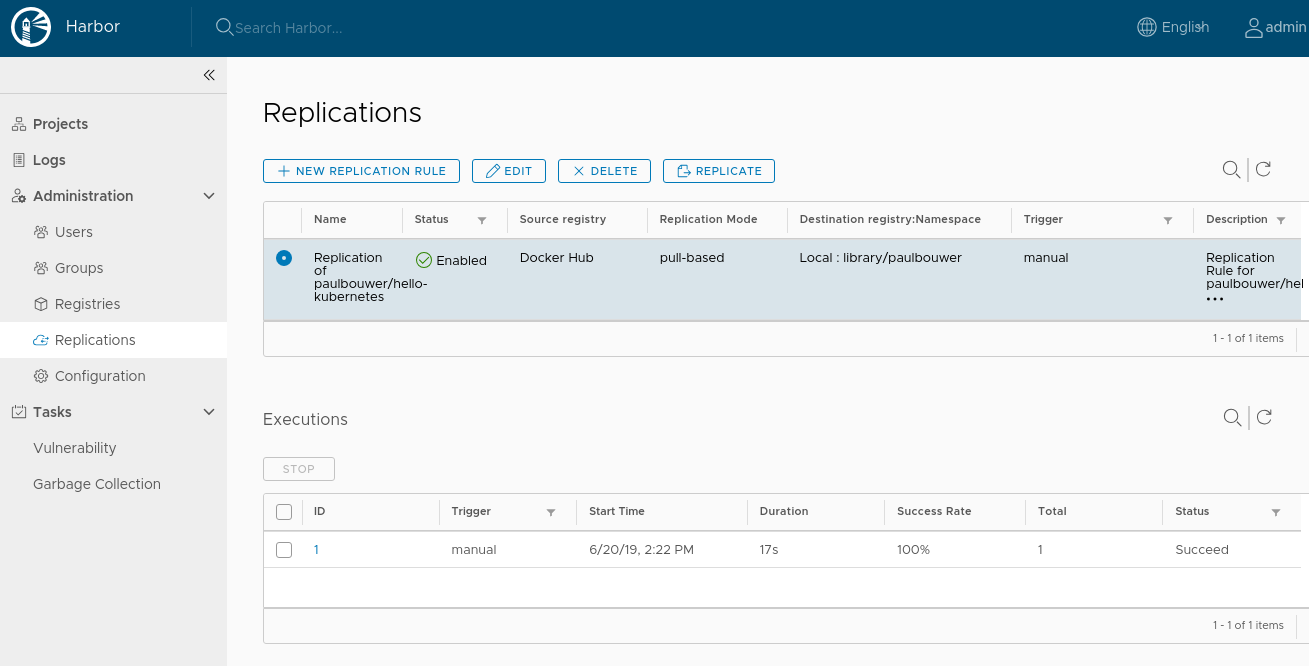 Harbor
Search Harbor...
English
admin
Projects
Logs
Administration
Users
Groups
Registries
Replications
Configuration
Tasks
Vulnerability
Garbage Collection
Replications
NEW REPLICATION RULE
EDIT
DELETE
REPLICATE
Name
Status
Source registry
Replication Mode
Destination registry:Namespace
Trigger
Description
Replication
of
paulbouwer/hello-
kubernetes
Enabled
Docker Hub
pull-based
Local : library/paulbouwer
manual
Replication
Rule for
paulbouwer/hel
...
1 - 1 of 1 items
Executions
STOP
ID
Trigger
Start Time
Duration
Success Rate
Total
Status
1
manual
6/20/19, 2:22 PM
17s
100%
1
Succeed
1 - 1 of 1 items